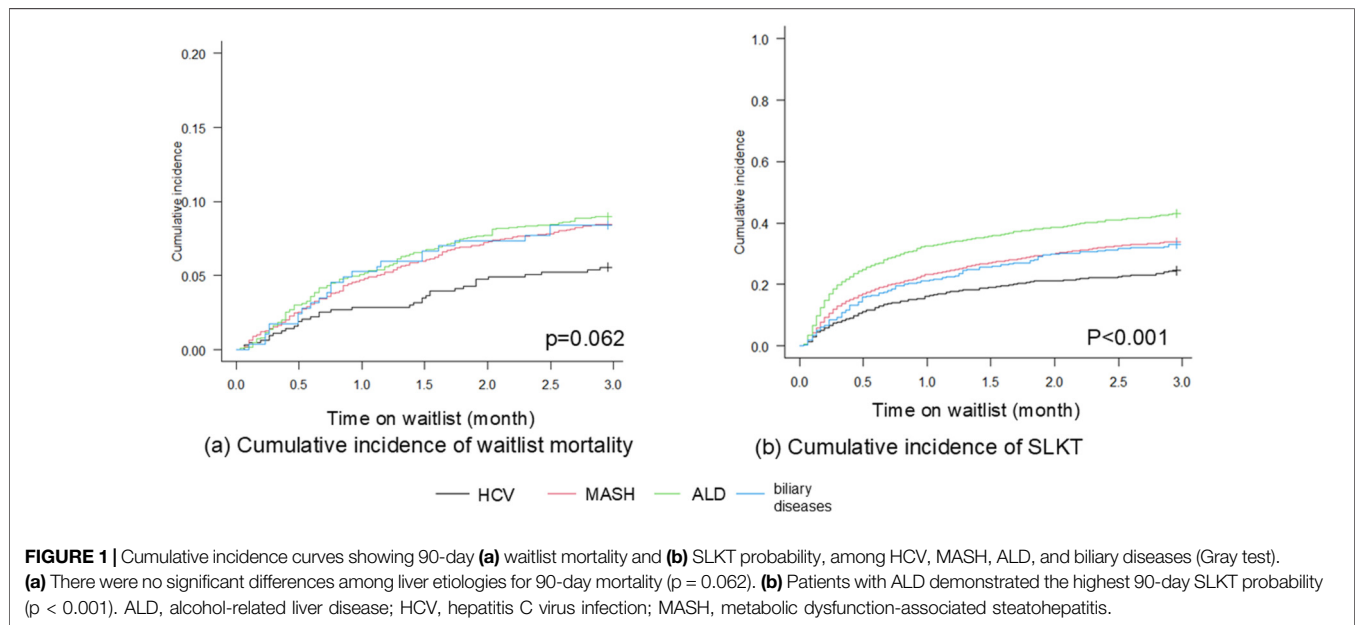 0.20
0.15
0.10
0.05
0.00
Cumulative incidence
p=0.062
0.0 0.5 1.0 1.5 2.0 2.5 3.0
Time on waitlist (month)
(a) Cumulative incidence of waitlist mortality
1.0
0.8
0.6
0.4
0.2
0.0
Cumulative incidence
P<0.001
0.0 0.5 1.0 1.5 2.0 2.5 3.0
Time on waitlist (month)
(b) Cumulative incidence of SLKT
HCV MASH ALD biliary
diseases
FIGURE 1 | Cumulative incidence curves showing 90-day (a) waitlist mortality and (b) SLKT probability, among HCV, MASH, ALD, and biliary diseases (Gray test).
(a) There were no significant differences among liver etiologies for 90-day mortality (p = 0.062). (b) Patients with ALD demonstrated the highest 90-day SLKT probability
(p < 0.001). ALD, alcohol-related liver disease; HCV, hepatitis C virus infection; MASH, metabolic dysfunction-associated steatohepatitis.